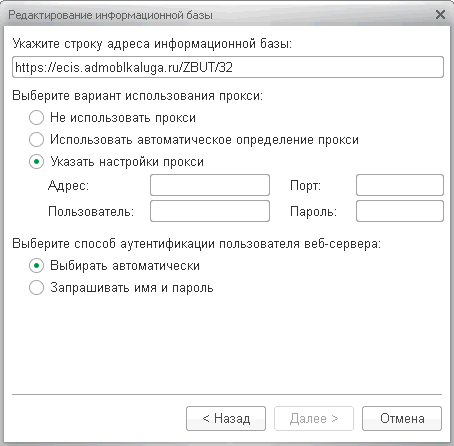 Редактирование информационной базы
Укажите строку адреса информационной базы:
https://ecis.admoblkaluga.ru/ZBUT/32
Выберите вариант использования прокси:
Не использовать прокси
Использовать автоматическое определение прокси
Указать настройки прокси
Адрес: Порт:
Пользователь: Пароль:
Выберите способ аутентификации пользователя веб-сервера:
Выбирать автоматически
Запрашивать имя и пароль
< Назад Далее > Отмена